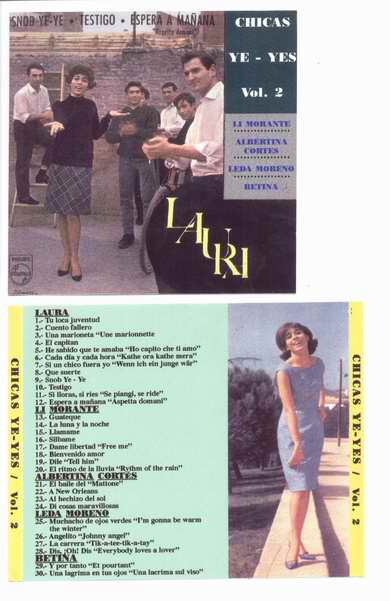 SNOB YE-YE • TESTIGO • ESPERA A MAÑANA
"Aspetta domani"
CHICAS
YE - YES
Vol. 2
LI MORANTE
ALBERTINA
CORTES
LEDA MORENO
BETINA
LAURI
PHILIPS
CHICAS YE-YES / Vol. 2
LAURA
1.- Tu loca juventud
2.- Cuento fallero
3.- Una marioneta "Une marionnette
4.- El capitan
5.- He sabido que te amaba "Ho capito che ti amo"
6.- Cada día y cada hora "Kathe ora kathe mera"
7.- Si un chico fuera "Wenn ich ein junge wär"
8.- Que suerte
9.- Snob Ye - Ye
10.- Testigo
11.- Si lloras, si ries "Se piangi, se ride"
12.- Espera a mañana "Aspetta domani"
LI MORANTE
13.- Guateque
14.- La luna y la noche
15.- Llamame
16.- Silbame
17.- Dame libertad "Free me"
18.- Bienvenido amor
19.- Dile "Tell him"
20.- El ritmo de la lluvia "Rythm of the rain"
ALBERTINA CORTES
21.- El baile del "Mattone"
22.- A New Orleans
23.- Al hechizo del sol
24.- Di cosas maravillosas
LEDA MORENO
25.- Muchacho de ojos verdes "I'm gonna be warm
the winter"
26.- Angelito "Johnny angel"
27.- La carrera "Tik-a-tee-tik-a-tay"
28.- Dis, ¡Oh! Dis "Everybody loves a lover"
BETINA
29.- Y por tanto "Et pourtant"
30.- Una lagrima en tus ojos "Una lacrima sul viso"
CHICAS YE-YES / Vol. 2